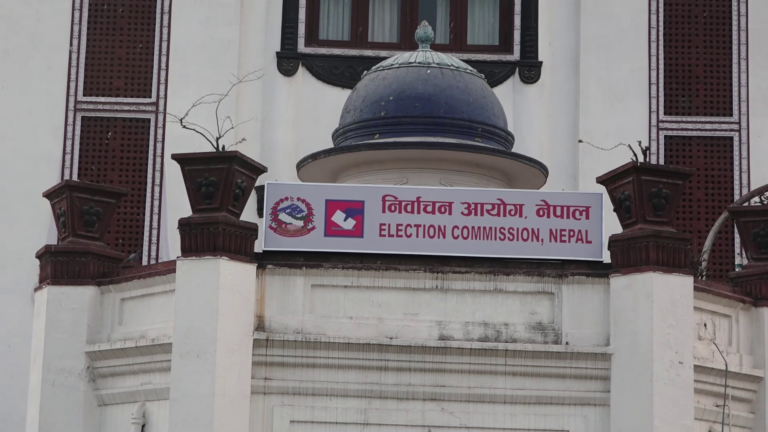 निर्वाचन आयोग, नेपाल
ELECTION COMMISSION, NEPAL